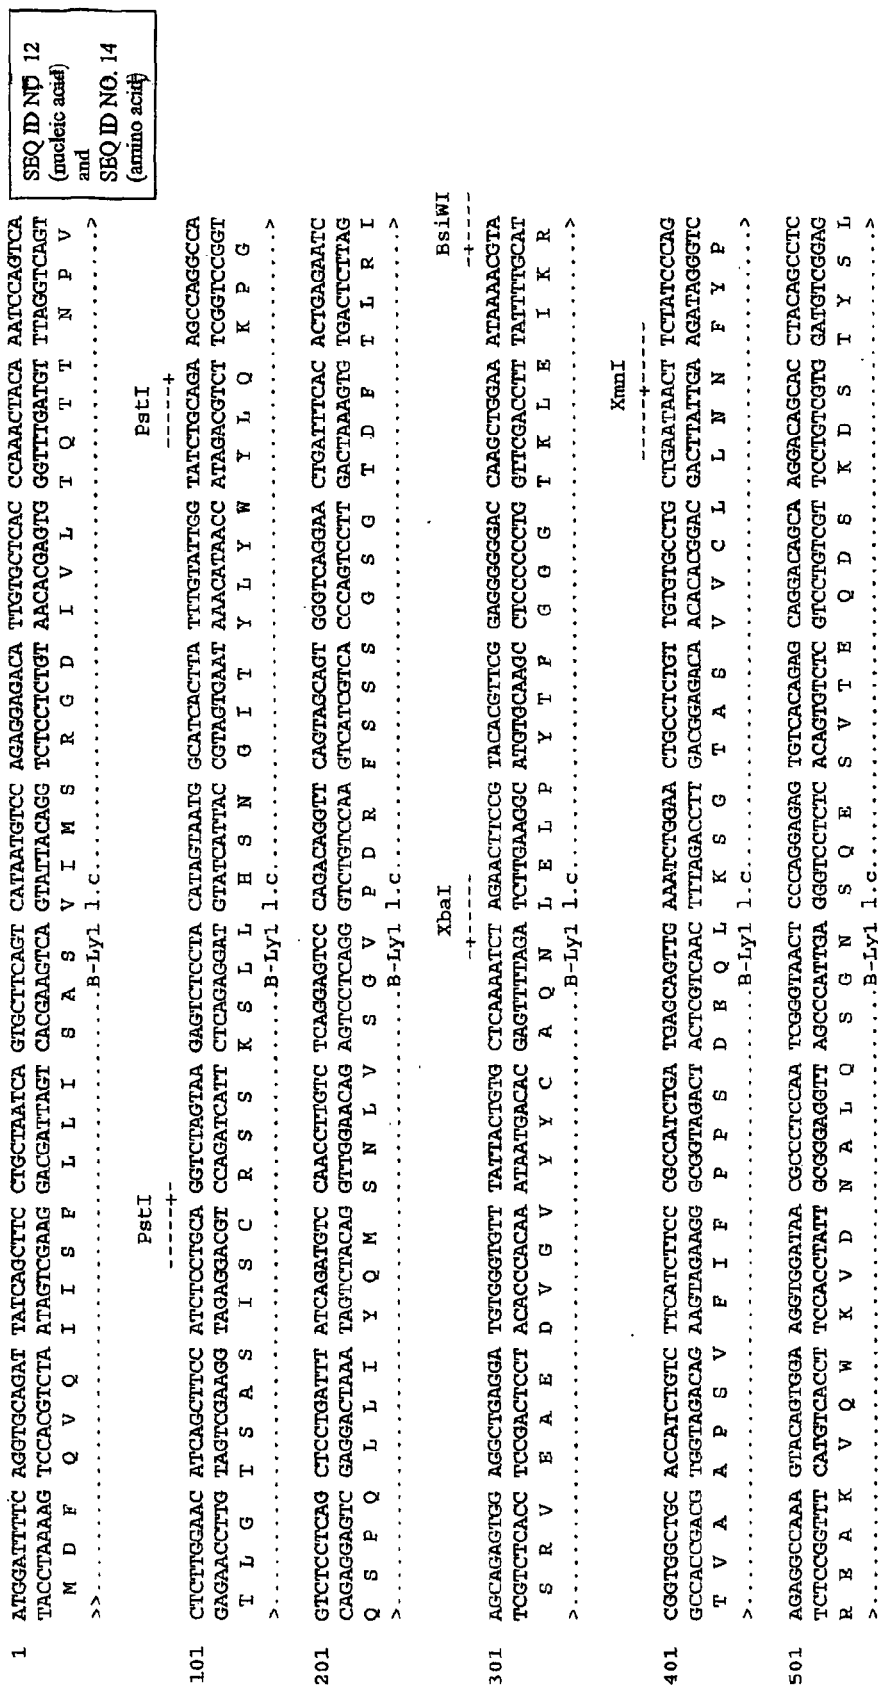 SEQ ID NO 12
(nucleic acid)
and
SEQ ID NO. 14
(amino acid)
1 ATGGATTTTC AGGTGCAGAT TATCAGCTTC CTGCTAATCA GTGCTTCAGT CATAATGTCC AGAGGAGACA TTGTGCTCAC CCAAACTACA AATCCAGTCA
TACCTAAAAG TCCACGTCTA ATAGTCGAAG GACGATTAGT CACGAAGTCA GTATTACAGG TCTCCTCTGT AACACGAGTG GGTTTGATGT TTAGGTCAGT
M D F Q V Q I I S F L L I S A S V I M S R G D I V L T Q T T N P V
>>..............................B-Ly1 l.c..............................>
PstI PstI
-----+- -----+
101 CTCTTGGAAC ATCAGCTTCC ATCTCCTGCA GGTCTAGTAA GAGTCTCCTA CATAGTAATG GCATCACTTA TTTGTATTGG TATCTGCAGA AGCCAGGCCA
GAGAACCTTG TAGTCGAAGG TAGAGGACGT CCAGATCATT CTCAGAGGAT GTATCATTAC CGTAGTGAAT AAACATAACC ATAGACGTCT TCGGTCCGGT
T L G T S A S I S C R S S K S L L H S N G I T Y L Y W Y L Q K P G
>..............................B-Ly1 l.c..............................>
201 GTCTCCTCAG CTCCTGATTT ATCAGATGTC CAACCTTGTC TCAGGAGTCC CAGACAGGTT CAGTAGCAGT GGGTCAGGAA CTGATTTCAC ACTGAGAATC
CAGAGGAGTC GAGGACTAAA TAGTCTACAG GTTGGAACAG AGTCCTCAGG GTCTGTCCAA GTCATCGTCA CCCAGTCCTT GACTAAAGTG TGACTCTTAG
Q S P Q L L I Y Q M S N L V S G V P D R F S S S G S G T D F T L R I
>..............................B-Ly1 l.c..............................>
XbaI BsiWI
-+----- -+----
301 AGCAGAGTGG AGGCTGAGGA TGTGGGTGTT TATTACTGTG CTCAAAATCT AGAACTTCCG TACACGTTCG GAGGGGGGAC CAAGCTGGAA ATAAAACGTA
TCGTCTCACC TCCGACTCCT ACACCCACAA ATAATGACAC GAGTTTTAGA TCTTGAAGGC ATGTGCAAGC CTCCCCCCTG GTTCGACCTT TATTTTGCAT
S R V E A E D V G V Y Y C A Q N L E L P Y T F G G G T K L E I K R
>..............................B-Ly1 l.c..............................>
XmnI
-----+-----
401 CGGTGGCTGC ACCATCTGTC TTCATCTTCC CGCCATCTGA TGAGCAGTTG AAATCTGGAA CTGCCTCTGT TGTGTGCCTG CTGAATAACT TCTATCCCAG
GCCACCGACG TGGTAGACAG AAGTAGAAGG GCGGTAGACT ACTCGTCAAC TTTAGACCTT GACGGAGACA ACACACGGAC GACTTATTGA AGATAGGGTC
T V A A P S V F I F P P S D E Q L K S G T A S V V C L L N N F Y P
>..............................B-Ly1 l.c..............................>
501 AGAGGCCAAA GTACAGTGGA AGGTGGATAA CGCCCTCCAA TCGGGTAACT CCCAGGAGAG TGTCACAGAG CAGGACAGCA AGGACAGCAC CTACAGCCTC
TCTCCGGTTT CATGTCACCT TCCACCTATT GCGGGAGGTT AGCCCATTGA GGGTCCTCTC ACAGTGTCTC GTCCTGTCGT TCCTGTCGTG GATGTCGGAG
R E A K V Q W K V D N A L Q S G N S Q E S V T E Q D S K D S T Y S L
>..............................B-Ly1 l.c..............................>